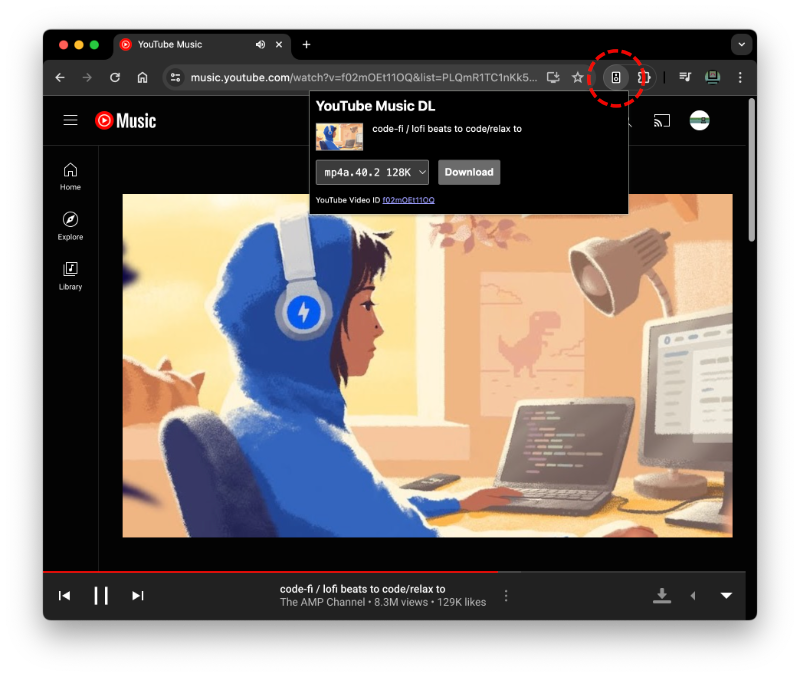 YouTube Music
music.youtube.com/watch?v=f02mOEt11OQ&list=PLQmR1TC1nKk5...
Music
YouTube Music DL
code-fi / lofi beats to code/relax to
mp4a.40.2 128K
Download
YouTube Video ID f02mOEt11OQ
Home
Explore
Library
code-fi / lofi beats to code/relax to
The AMP Channel • 8.3M views • 129K likes